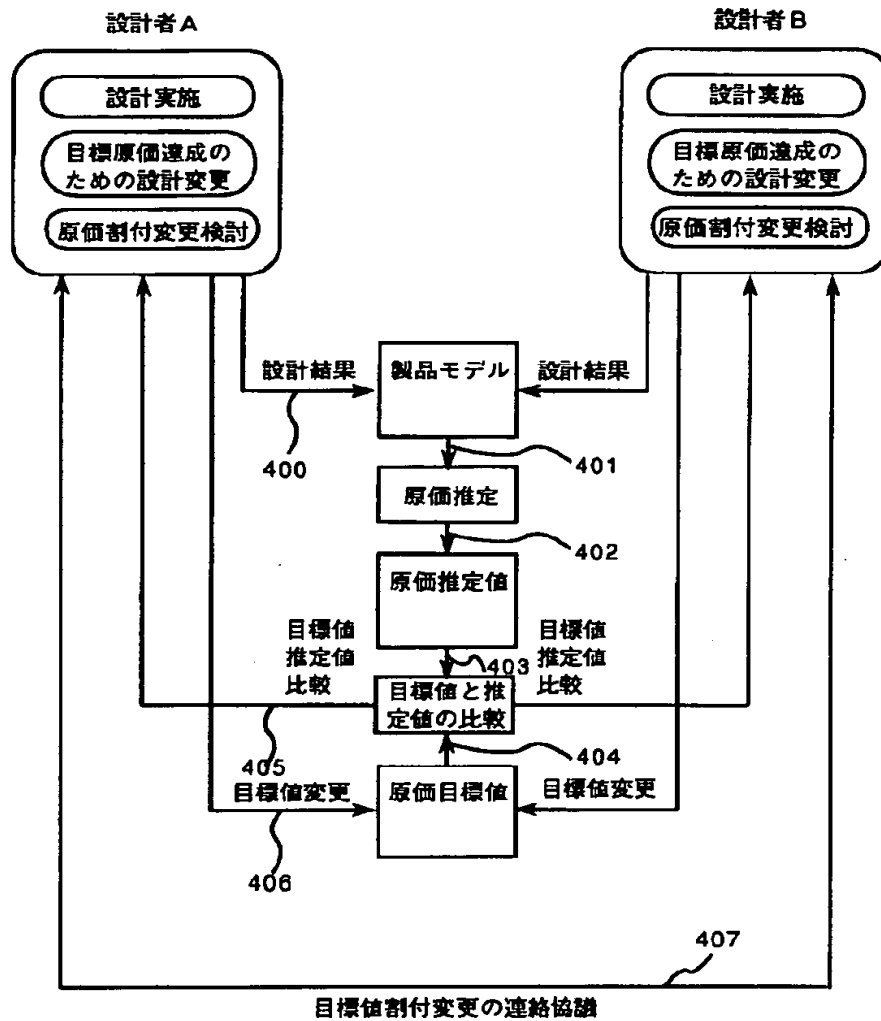 設計者A
設計者B
設計実施
目標原価達成の
ための設計変更
原価割付変更検討
設計実施
目標原価達成の
ための設計変更
原価割付変更検討
設計結果
製品モデル
設計結果
400
401
原価推定
402
原価推定値
目標値
推定値
比較
403
目標値
推定値
比較
目標値と推
定値の比較
405
404
目標値変更
原価目標値
目標値変更
406
407
目標値割付変更の連絡協議